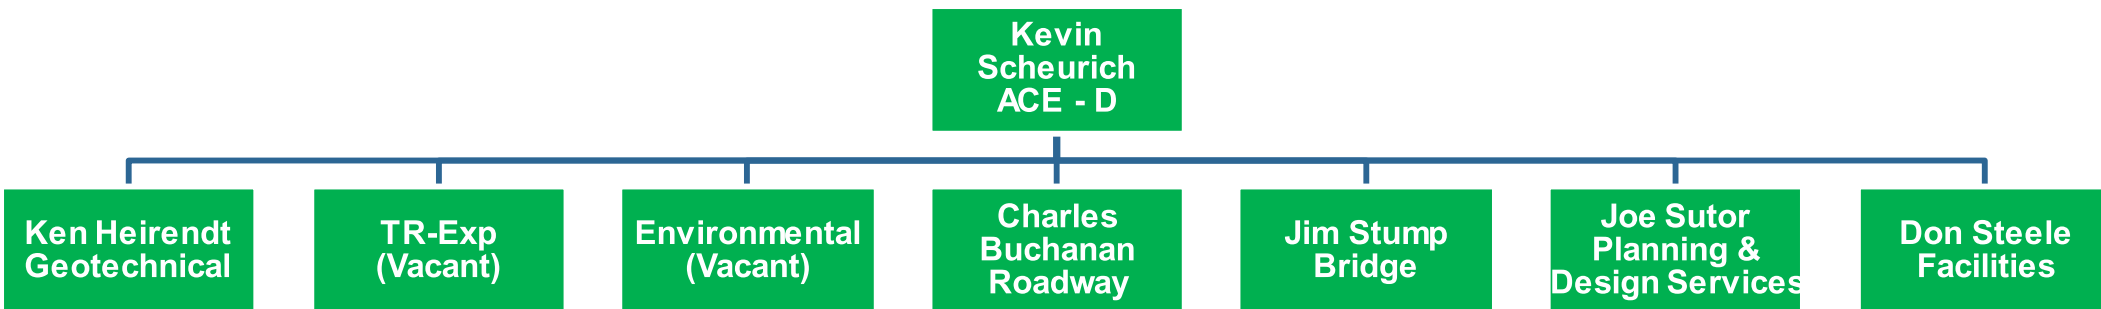 Kevin
Scheurich
ACE - D
Ken Heirendt
Geotechnical
TR-Exp
(Vacant)
Environmental
(Vacant)
Charles
Buchanan
Roadway
Jim Stump
Bridge
Joe Sutor
Planning &
Design Services
Don Steele
Facilities